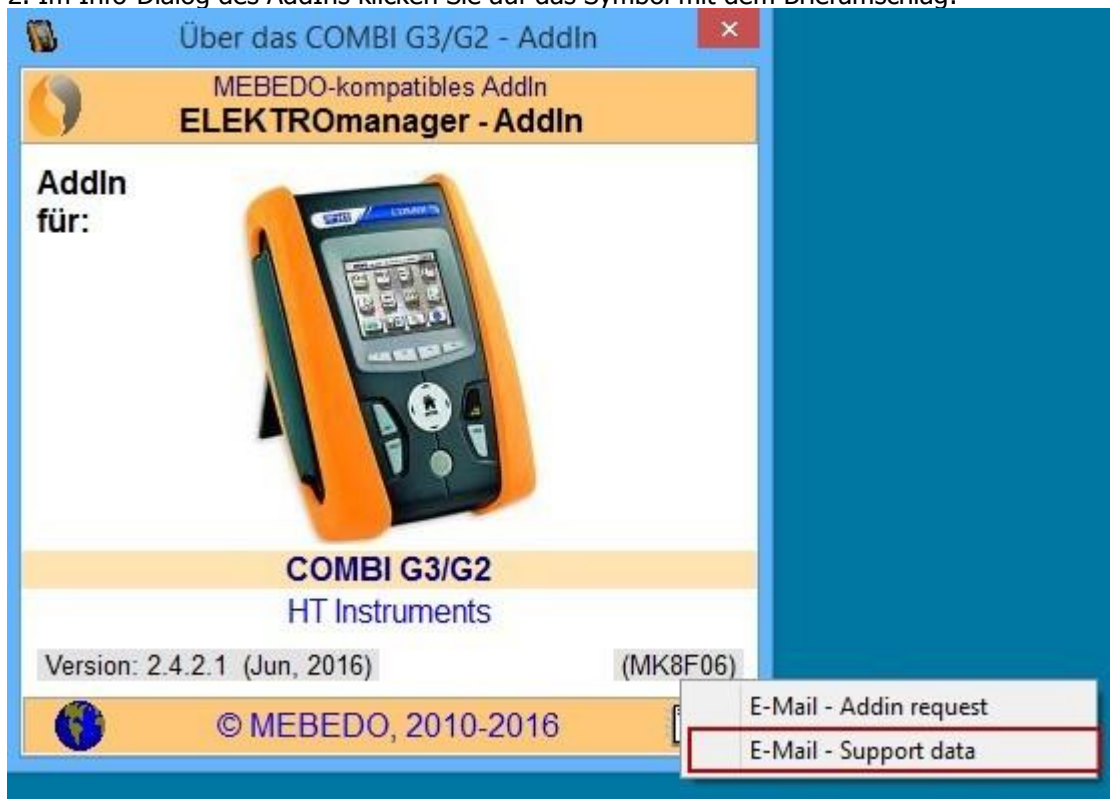 2. Im Info-Dialog des AddIns klicken Sie auf das Symbol mit dem Briefumschlag.
Über das COMBI G3/G2 - AddIn
MEBEDO-kompatibles AddIn
ELEKTROmanager - AddIn
AddIn
für:
COMBI G3/G2
HT Instruments
Version: 2.4.2.1 (Jun, 2016)
(MK8F06)
© MEBEDO, 2010-2016
E-Mail - Addin request
E-Mail - Support data